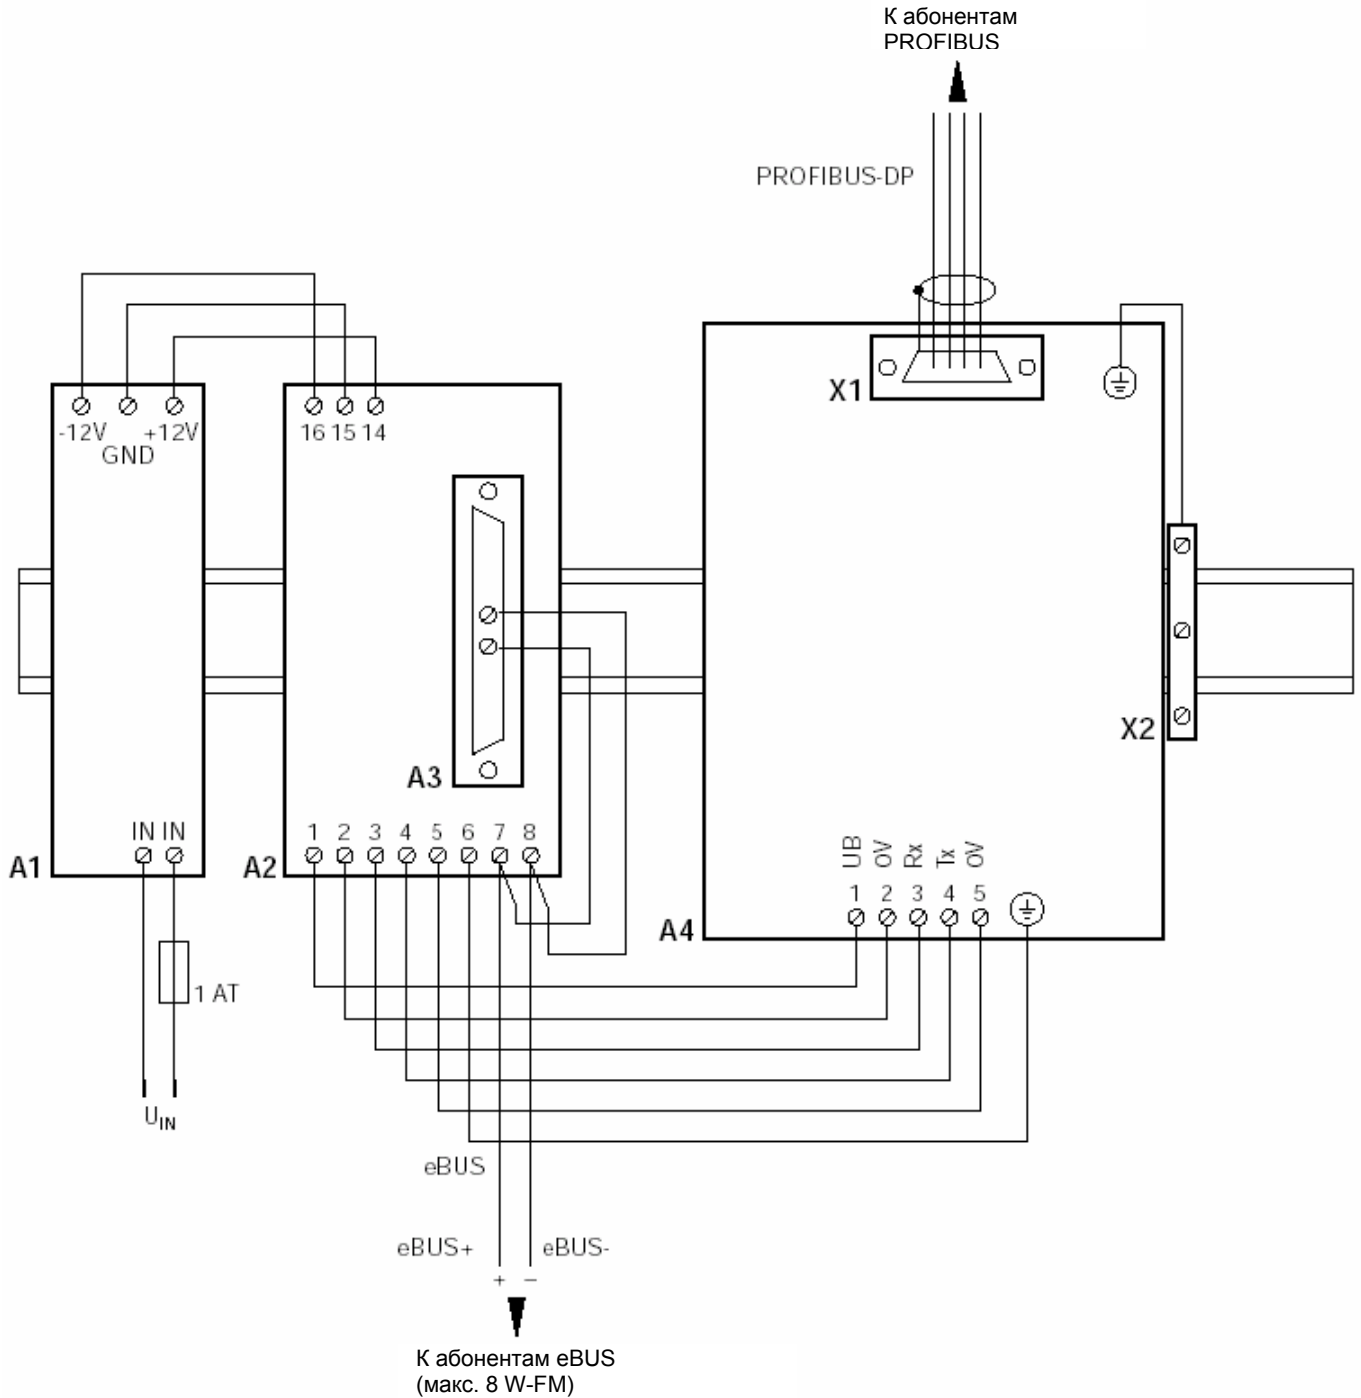 К абонентам
PROFIBUS
PROFIBUS-DP
X1
-12V
+12V
GND
16 15 14
A3
X2
IN IN
A1
1 2 3 4 5 6 7 8
A2
UB 0V Rx Tx 0V
1 2 3 4 5
A4
1 AT
UIN
eBUS
eBUS+
eBUS-
+ −
К абонентам eBUS
(макс. 8 W-FM)